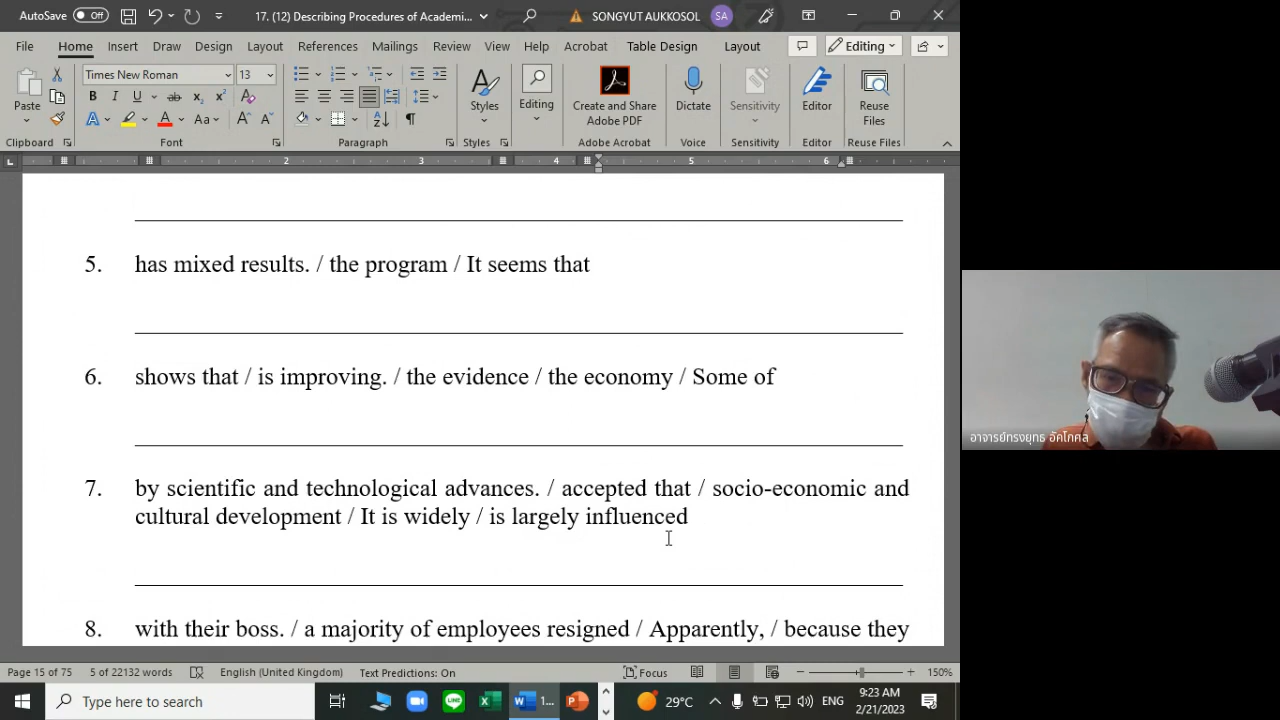 AutoSave Off 17. (12) Describing Procedures of Academi... SONGYUT AUKKOSOL SA
File Home Insert Draw Design Layout References Mailings Review View Help Acrobat Table Design Layout Editing
Times New Roman 13
Paste Styles Editing Create and Share Adobe PDF Dictate Sensitivity Editor Reuse Files
Clipboard Font Paragraph Styles Adobe Acrobat Voice Sensitivity Editor Reuse Files
2 3 4 5 6
5. has mixed results. / the program / It seems that
6. shows that / is improving. / the evidence / the economy / Some of
7. by scientific and technological advances. / accepted that / socio-economic and
cultural development / It is widely / is largely influenced
8. with their boss. / a majority of employees resigned / Apparently, / because they
อาจารย์ทรงยุทธ อัคโกศล
Page 15 of 75 5 of 22132 words English (United Kingdom) Text Predictions: On Focus 150%
Type here to search 1... 29°C ENG 9:23 AM
2/21/2023